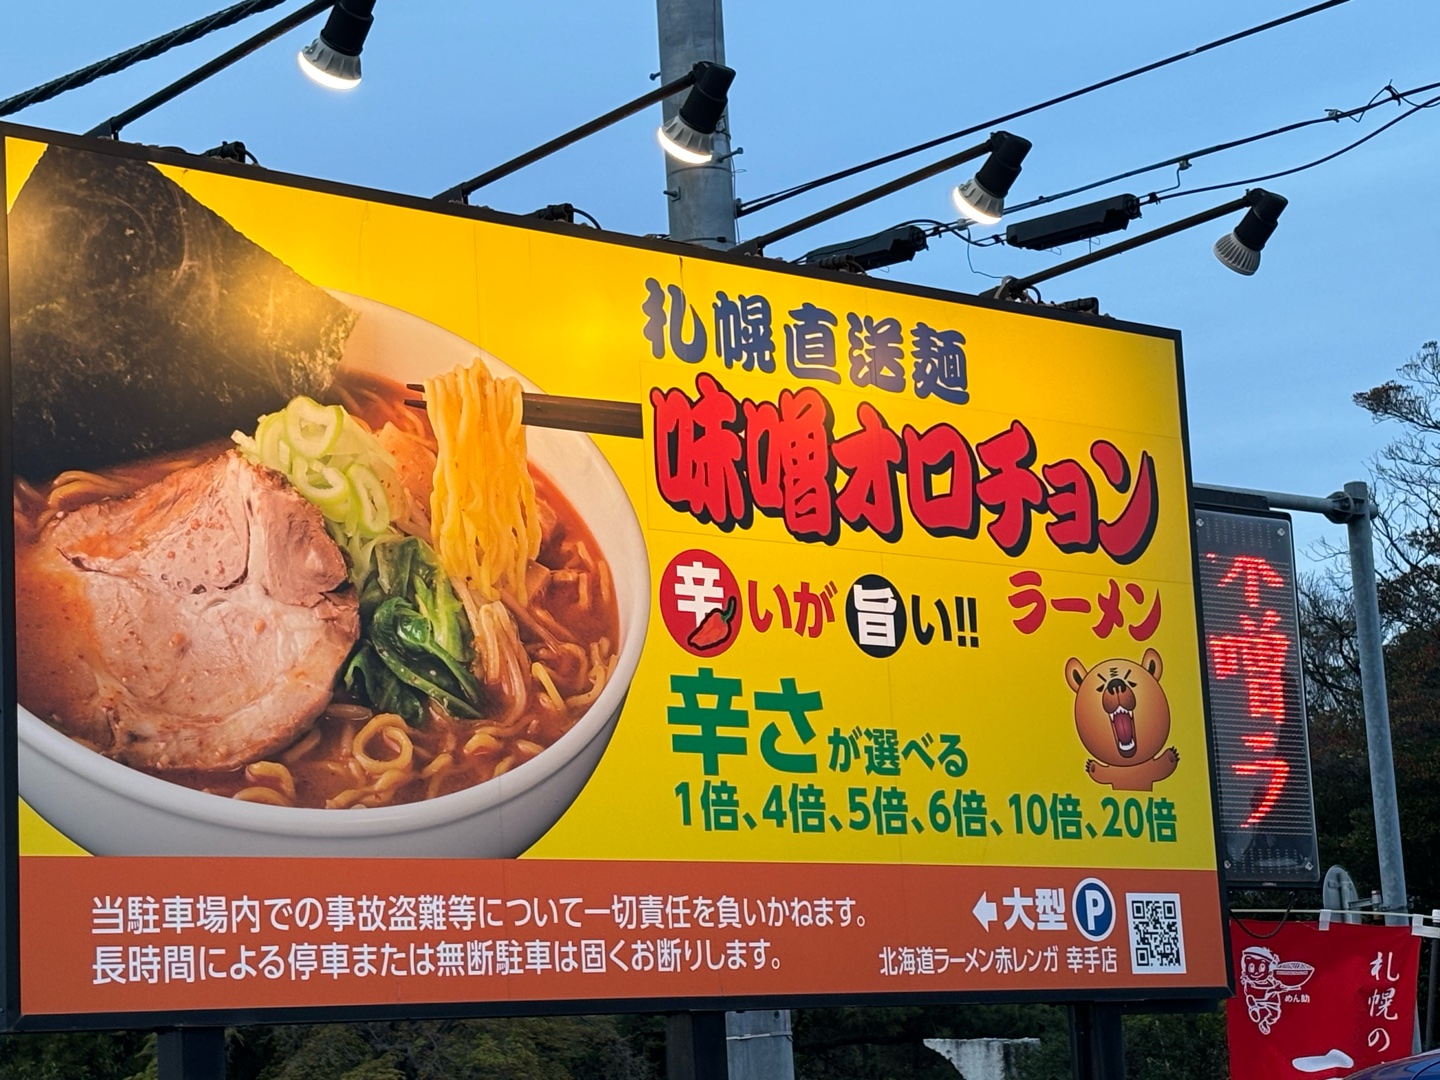 札幌直送麺
味噌オロチョン
ラーメン
辛いが旨い!!
辛さが選べる
1倍、4倍、5倍、6倍、10倍、20倍
当駐車場内での事故盗難等について一切責任を負いかねます。
長時間による停車または無断駐車は固くお断りします。
←大型 P
北海道ラーメン赤レンガ 幸手店
噌ラ
めん助
札幌の